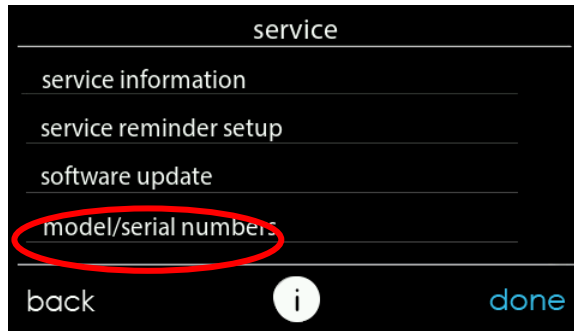 service
service information
service reminder setup
software update
model/serial numbers
back
i
done